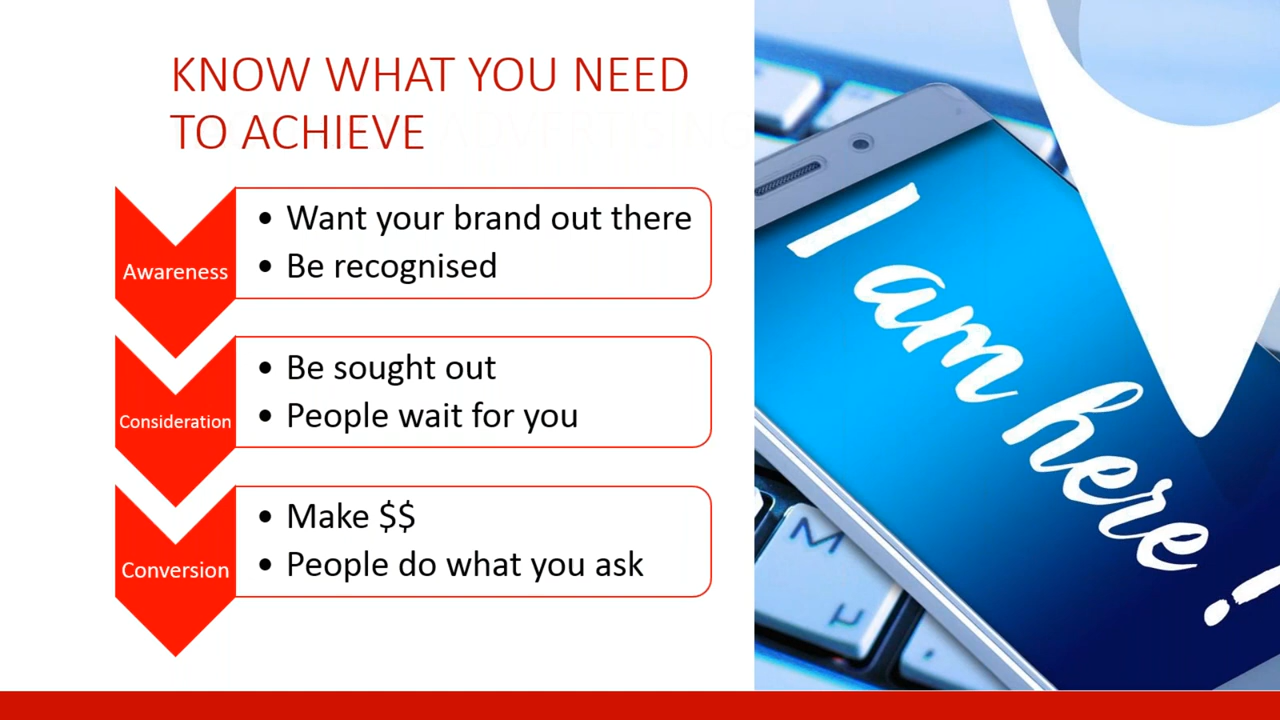 KNOW WHAT YOU NEED
TO ACHIEVE ADVERTISING
Awareness
• Want your brand out there
• Be recognised
Consideration
• Be sought out
• People wait for you
Conversion
• Make $$
• People do what you ask
I am here !
M